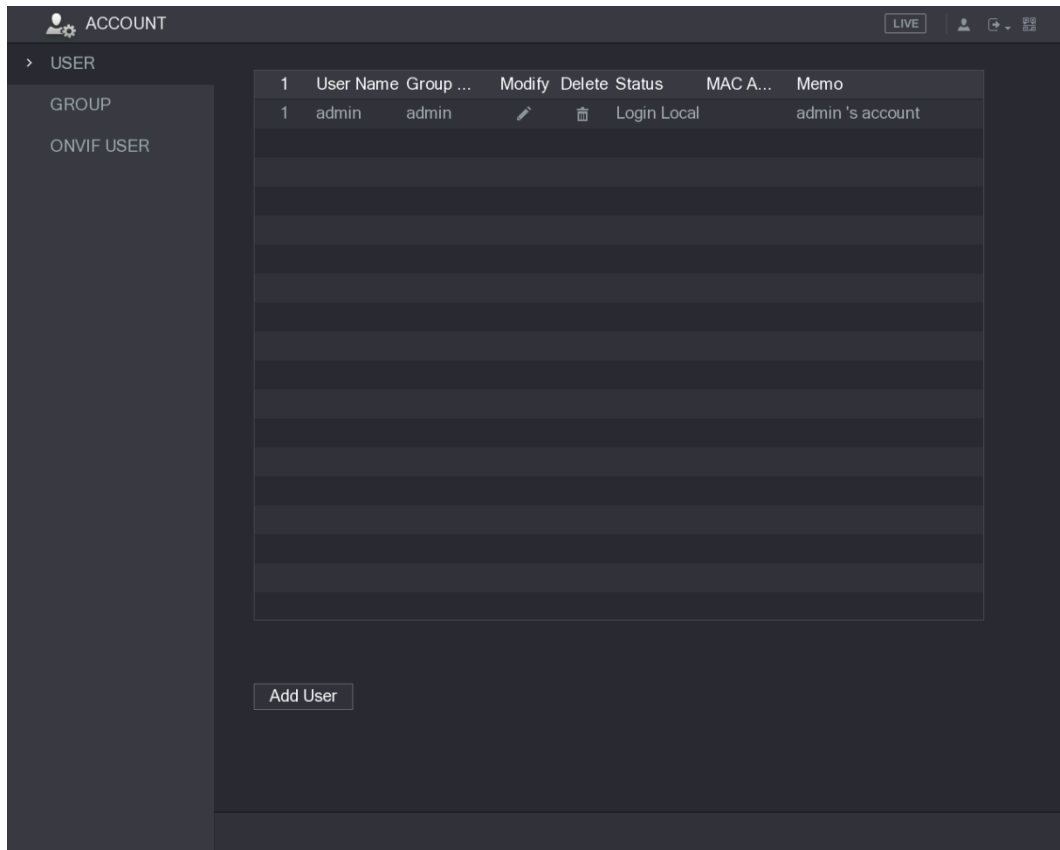 ACCOUNT LIVE
USER
GROUP
ONVIF USER
1 User Name Group ... Modify Delete Status MAC A... Memo
1 admin admin Login Local admin 's account
Add User